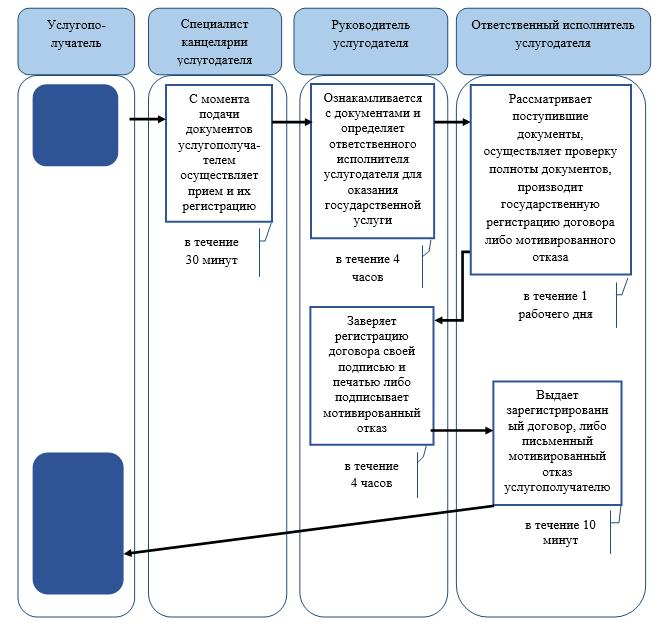 Услугопо-
лучатель
Специалист
канцелярии
услугодателя
Руководитель
услугодателя
Ответственный исполнитель
услугодателя
С момента
подачи
документов
услугополуча-
телем
осуществляет
прием и их
регистрацию
в течение
30 минут
Ознакамливается
с документами и
определяет
ответственного
исполнителя
услугодателя для
оказания
государственной
услуги
в течение 4
часов
Рассматривает
поступившие
документы,
осуществляет проверку
полноты документов,
производит
государственную
регистрацию договора
либо мотивированного
отказа
в течение 1
рабочего дня
Заверяет
регистрацию
договора своей
подписью и
печатью либо
подписывает
мотивированный
отказ
в течение
4 часов
Выдает
зарегистрированн
ый договор, либо
письменный
мотивированный
отказ
услугополучателю
в течение 10
минут